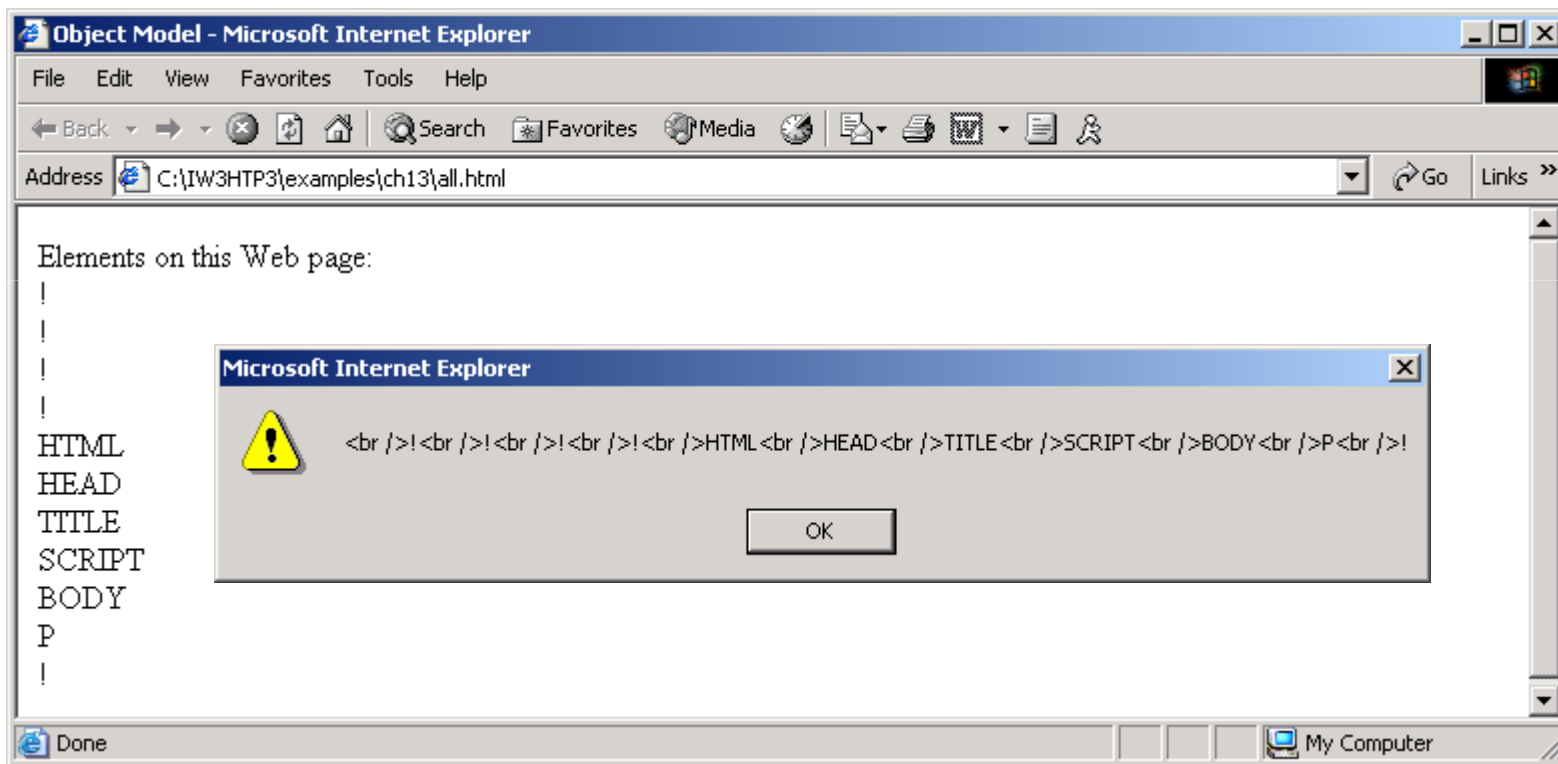 Object Model - Microsoft Internet Explorer
File Edit View Favorites Tools Help
Back Search Favorites Media
Address C:\IW3HTP3\examples\ch13\all.html Go Links »
Elements on this Web page:
!
!
!
!
HTML
HEAD
TITLE
SCRIPT
BODY
P
!
Microsoft Internet Explorer
<br />!<br />!<br />!<br />!<br />HTML<br />HEAD<br />TITLE<br />SCRIPT<br />BODY<br />P<br />!
OK
Done My Computer